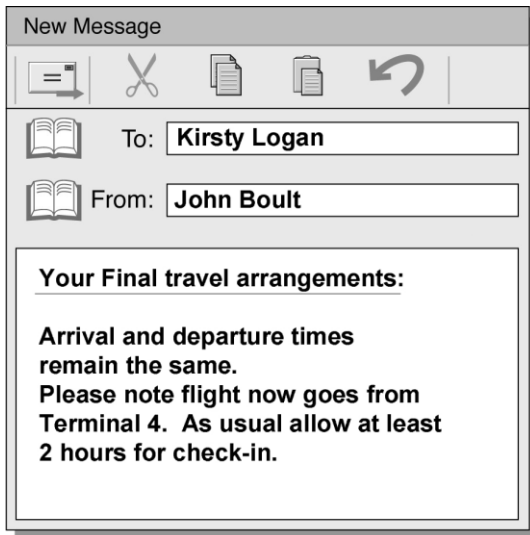 New Message
To: Kirsty Logan
From: John Boult
Your Final travel arrangements:
Arrival and departure times
remain the same.
Please note flight now goes from
Terminal 4. As usual allow at least
2 hours for check-in.